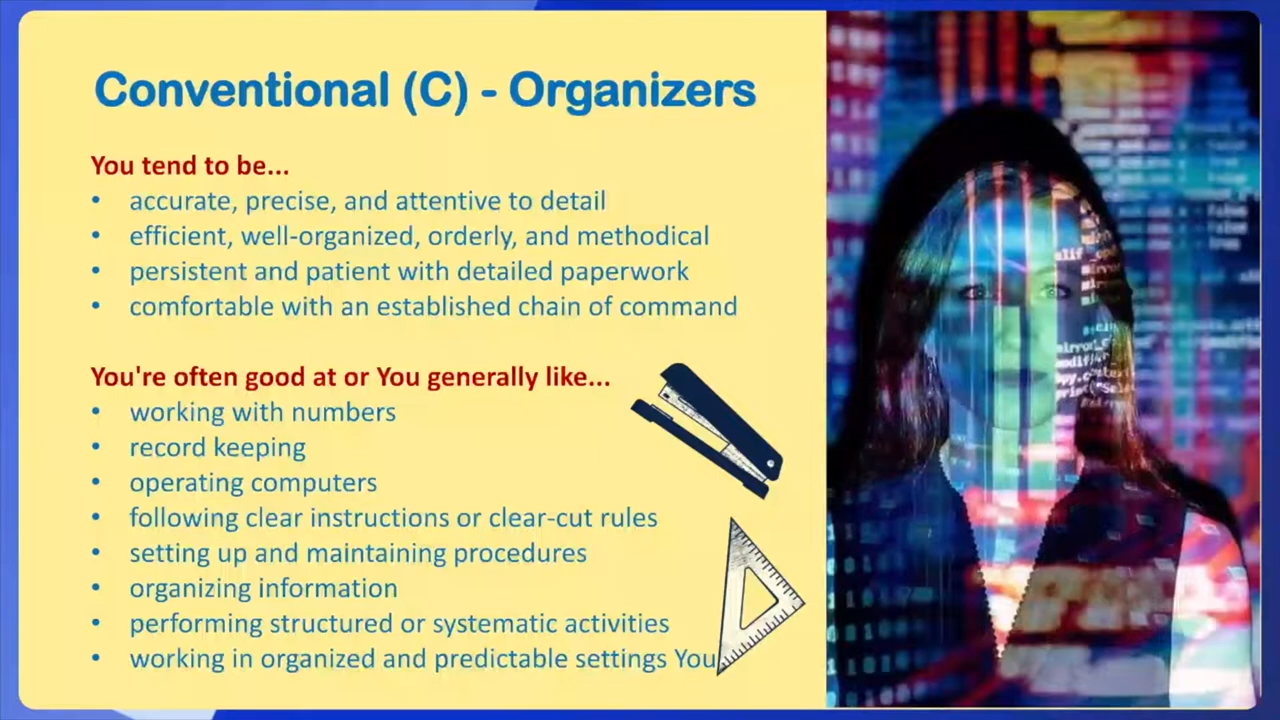 Conventional (C) - Organizers
You tend to be...
• accurate, precise, and attentive to detail
• efficient, well-organized, orderly, and methodical
• persistent and patient with detailed paperwork
• comfortable with an established chain of command
You're often good at or You generally like...
• working with numbers
• record keeping
• operating computers
• following clear instructions or clear-cut rules
• setting up and maintaining procedures
• organizing information
• performing structured or systematic activities
• working in organized and predictable settings You